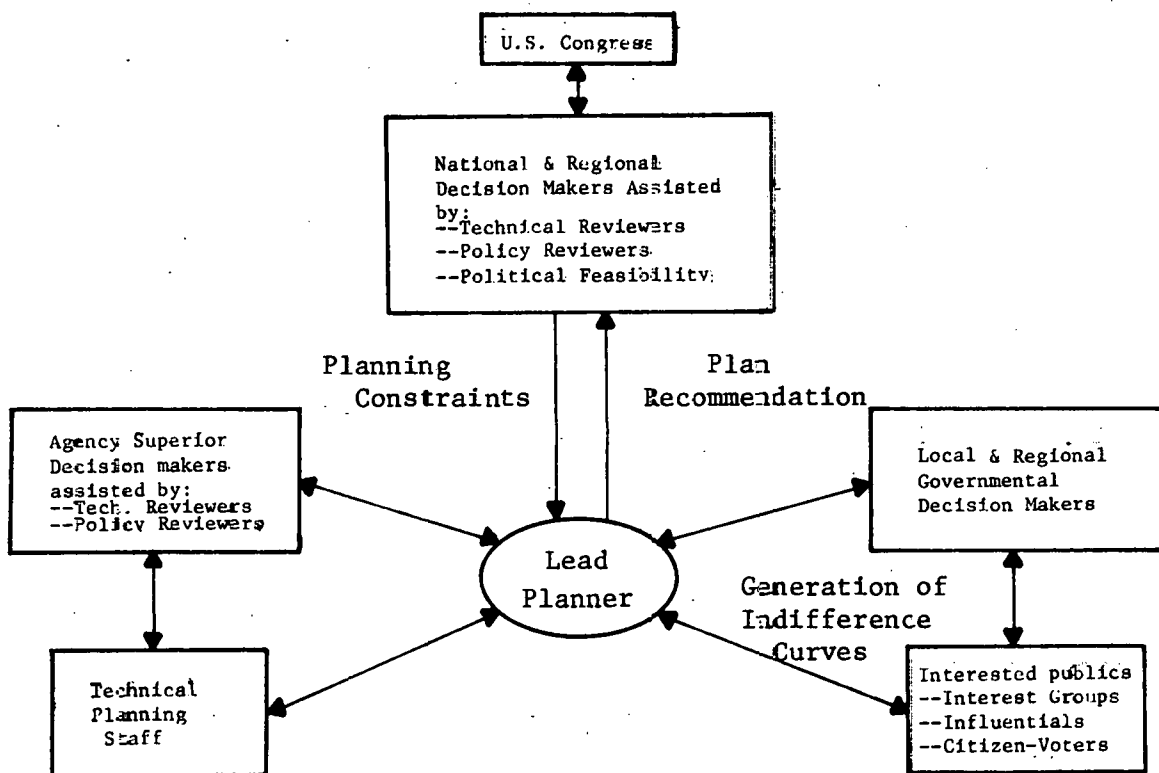 U.S. Congress
National & Regional
Decision Makers Assisted
by:
--Technical Reviewers
--Policy Reviewers
--Political Feasibility
Planning
Constraints
Plan
Recommendation
Agency Superior
Decision makers
assisted by:
--Tech. Reviewers
--Policy Reviewers
Local & Regional
Governmental
Decision Makers
Lead
Planner
Generation of
Indifference
Curves
Technical
Planning
Staff
Interested publics
--Interest Groups
--Influentials
--Citizen-Voters